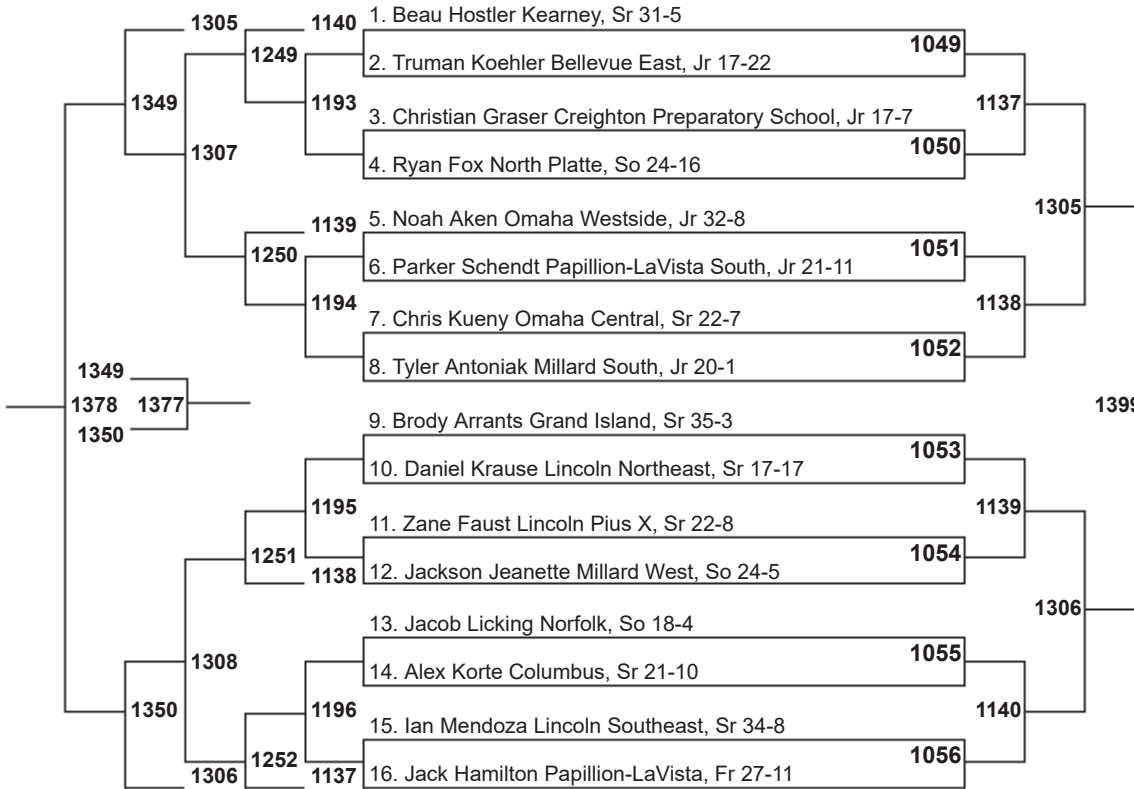 1. Beau Hostler Kearney, Sr 31-5
1305
1140
1049
1249
2. Truman Koehler Bellevue East, Jr 17-22
1349
1193
1137
3. Christian Graser Creighton Preparatory School, Jr 17-7
1307
1050
4. Ryan Fox North Platte, So 24-16
1305
5. Noah Aken Omaha Westside, Jr 32-8
1139
1250
1051
6. Parker Schendt Papillion-LaVista South, Jr 21-11
1194
1138
7. Chris Kueny Omaha Central, Sr 22-7
1052
8. Tyler Antoniak Millard South, Jr 20-1
1349
1378
1377
1350
1399
9. Brody Arrants Grand Island, Sr 35-3
1053
10. Daniel Krause Lincoln Northeast, Sr 17-17
1195
1139
11. Zane Faust Lincoln Pius X, Sr 22-8
1251
1054
1138
12. Jackson Jeanette Millard West, So 24-5
1306
13. Jacob Licking Norfolk, So 18-4
1308
1055
14. Alex Korte Columbus, Sr 21-10
1350
1196
1140
15. Ian Mendoza Lincoln Southeast, Sr 34-8
1252
1056
1306
1137
16. Jack Hamilton Papillion-LaVista, Fr 27-11